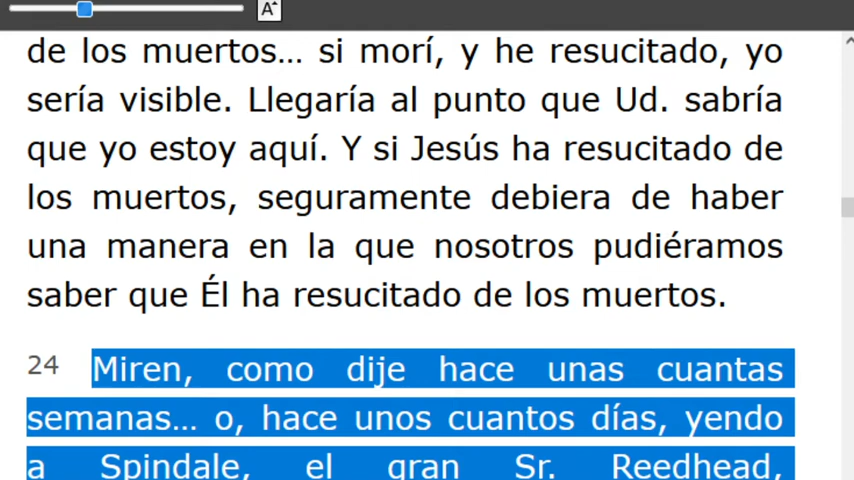 A
de los muertos… si morí, y he resucitado, yo
sería visible. Llegaría al punto que Ud. sabría
que yo estoy aquí. Y si Jesús ha resucitado de
los muertos, seguramente debiera de haber
una manera en la que nosotros pudiéramos
saber que Él ha resucitado de los muertos.
24 Miren, como dije hace unas cuantas
semanas… o, hace unos cuantos días, yendo
a Spindale, el gran Sr. Reedhead,